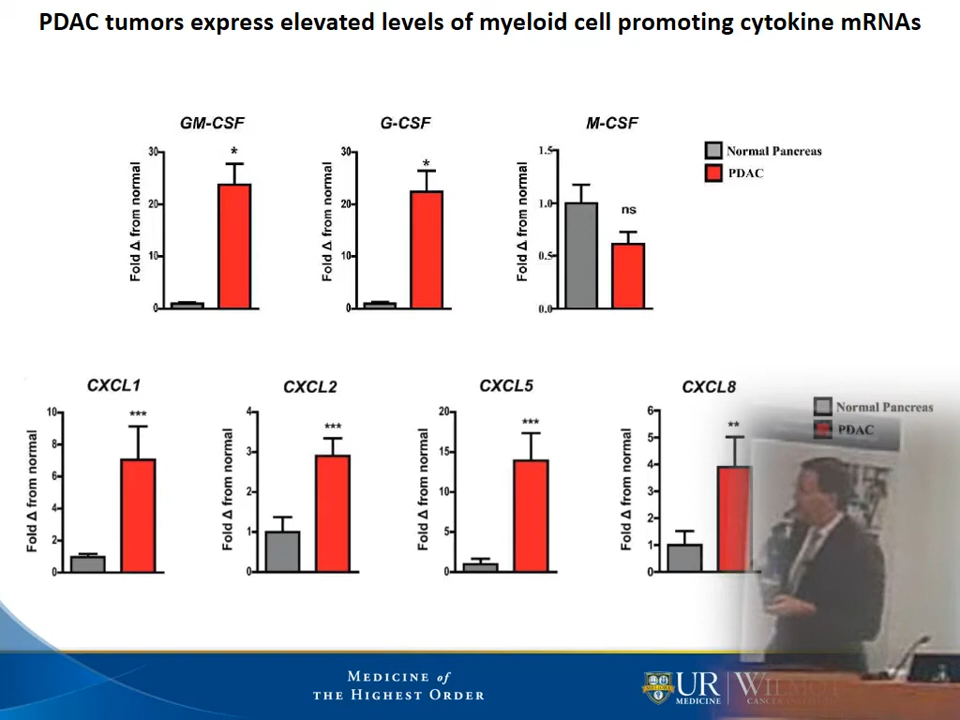 PDAC tumors express elevated levels of myeloid cell promoting cytokine mRNAs
GM-CSF
Fold Δ from normal
30
20
10
0
*
G-CSF
Fold Δ from normal
30
20
10
0
*
M-CSF
Fold Δ from normal
1.5
1.0
0.5
0.0
ns
Normal Pancreas
PDAC
CXCL1
Fold Δ from normal
10
8
6
4
2
0
***
CXCL2
Fold Δ from normal
4
3
2
1
0
***
CXCL5
Fold Δ from normal
20
15
10
5
0
***
CXCL8
Fold Δ from normal
6
5
4
3
2
1
0
**
Normal Pancreas
PDAC
MEDICINE of
THE HIGHEST ORDER
MELIORA
UR
MEDICINE